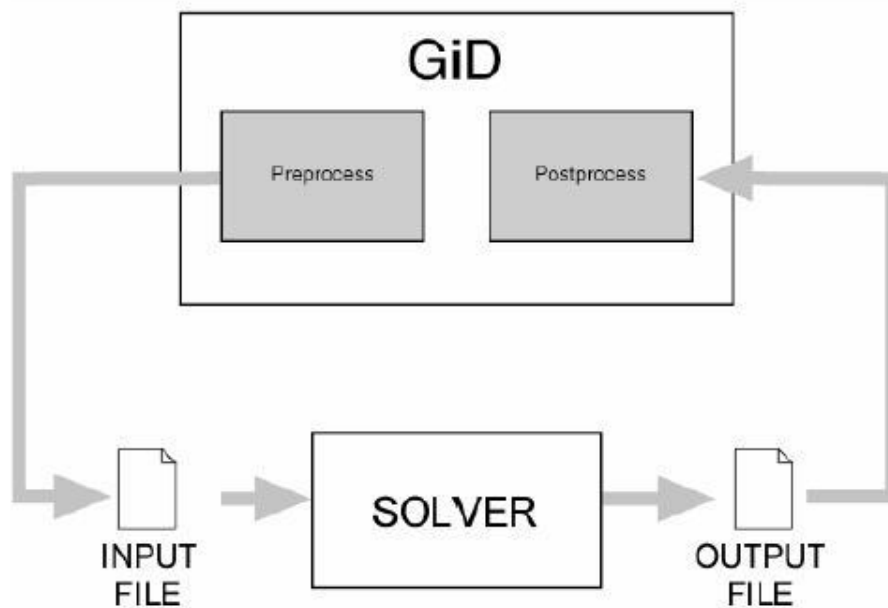 GiD
Preprocess
Postprocess
INPUT
FILE
SOLVER
OUTPUT
FILE